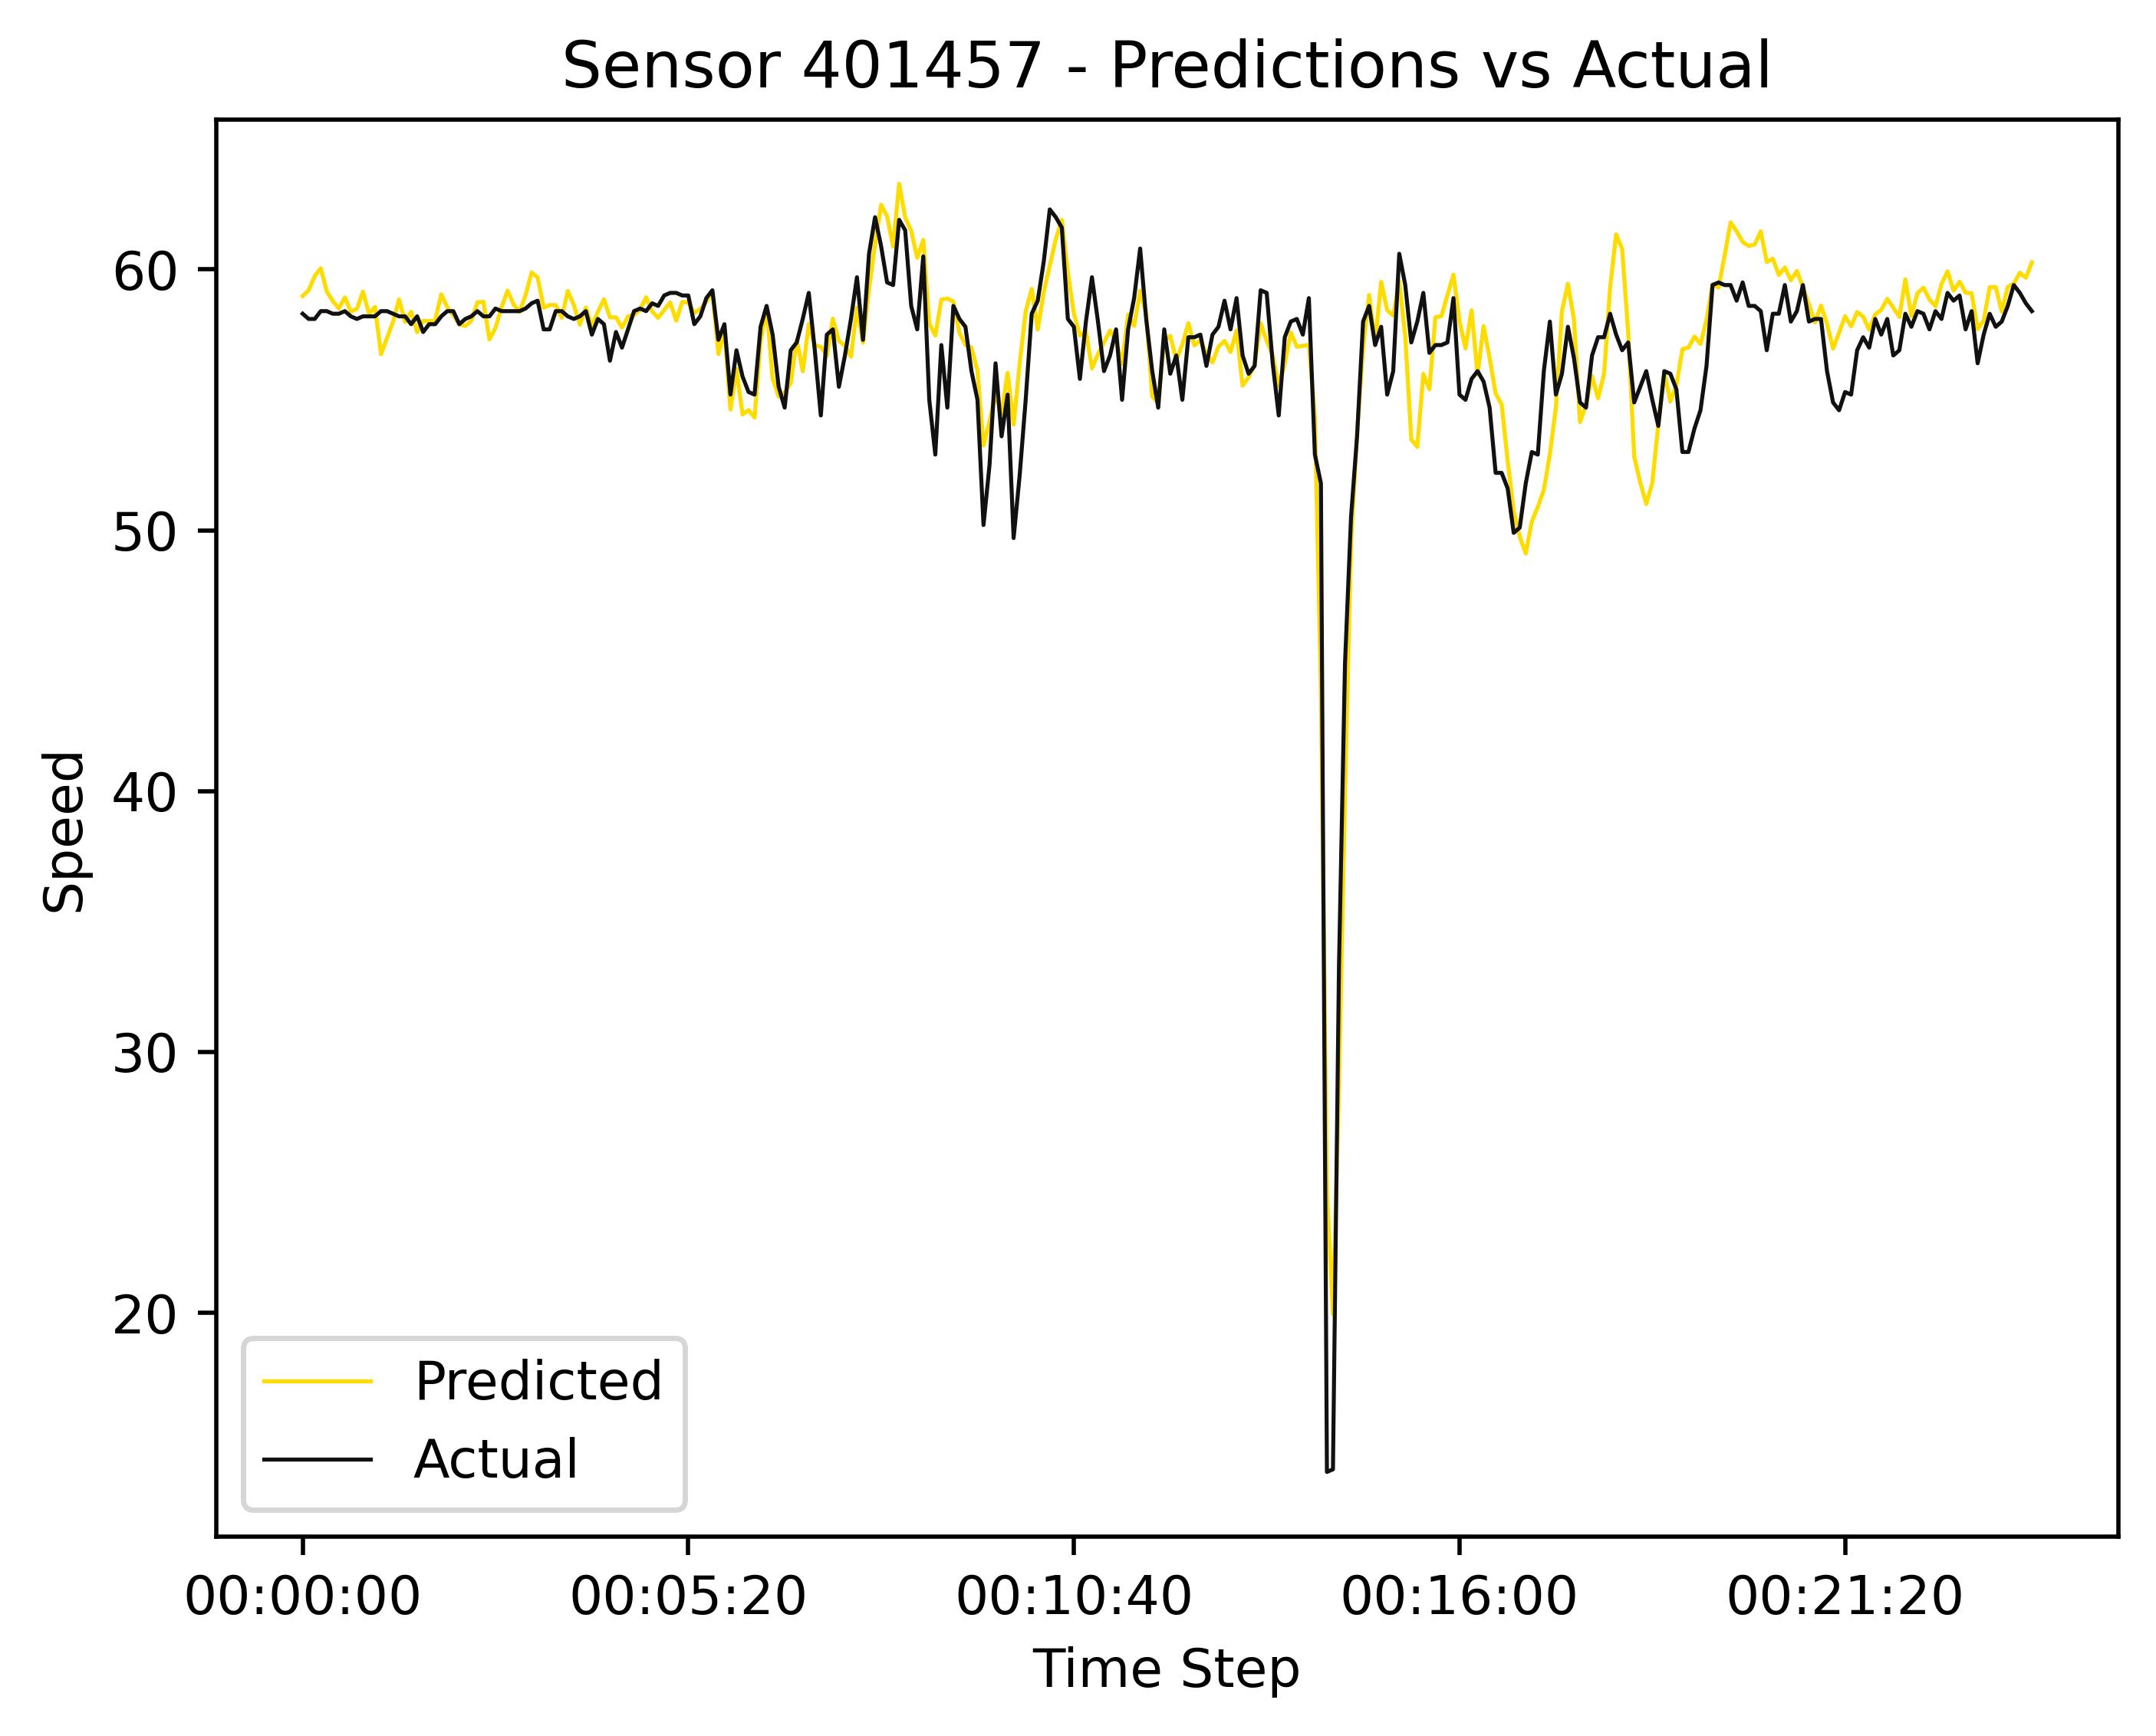 Sensor 401457 - Predictions vs Actual
60
50
40
30
20
Speed
Predicted
Actual
00:00:00 00:05:20 00:10:40 00:16:00 00:21:20
Time Step